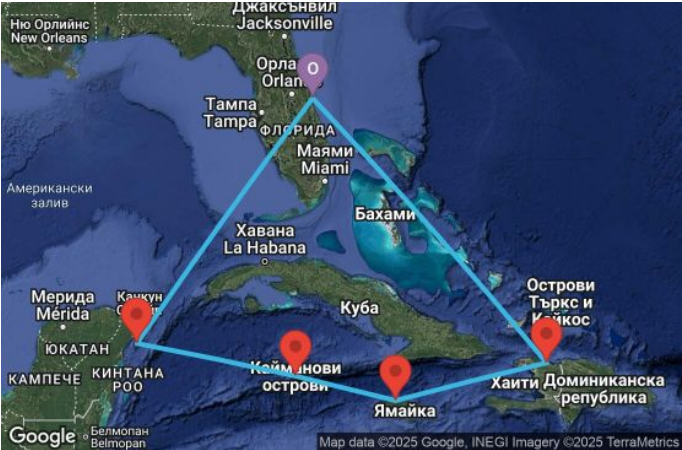 Джаксънвил
Jacksonville
Ню Орлийнс
New Orleans
O
Орла
Orlan
Тампа
Tampa
ФЛОРИДА
Маями
Miami
Американски
залив
Бахами
Хавана
La Habana
Острови
Търкс и
Кайкос
Мерида
Mérida
Канкун
Куба
ЮКАТАН
КАМПЕЧЕ
КИНТАНА
РОО
Кайманови
острови
Хаити
Доминиканска
република
Ямайка
Google
Белмопан
Belmopan
Map data ©2025 Google, INEGI Imagery ©2025 TerraMetrics